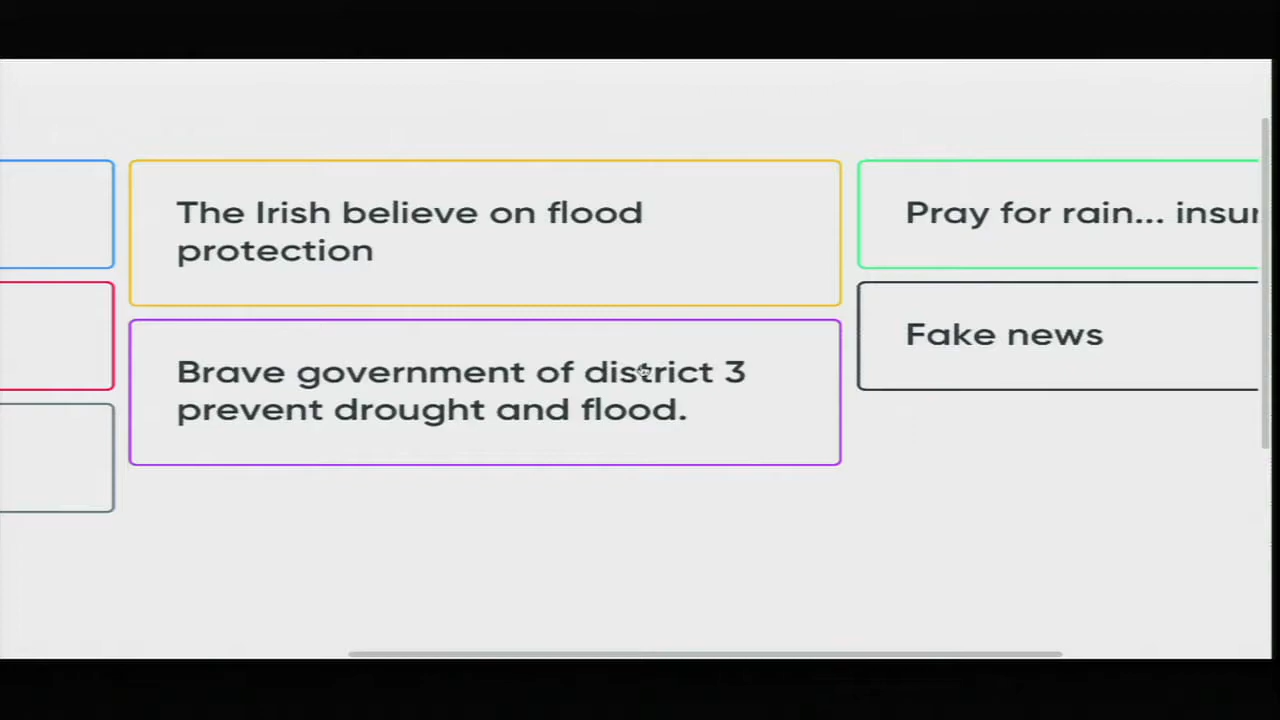 The Irish believe on flood
protection
Brave government of district 3
prevent drought and flood.
Pray for rain...
Fake news